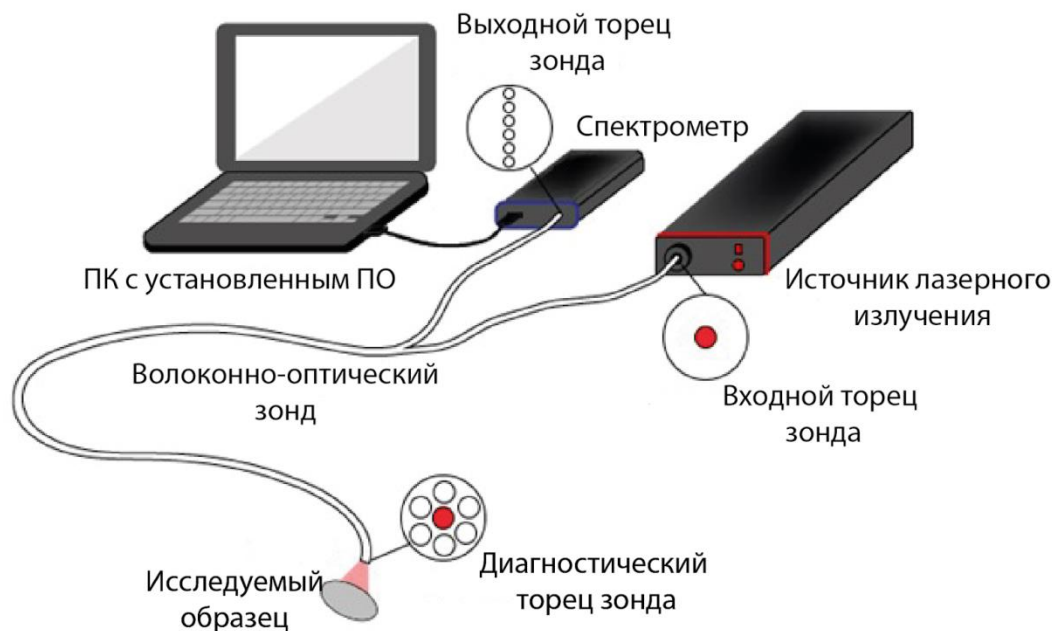 Выходной торец
зонда
Спектрометр
ПК с установленным ПО
Источник лазерного
излучения
Волоконно-оптический
зонд
Входной торец
зонда
Исследуемый
образец
Диагностический
торец зонда